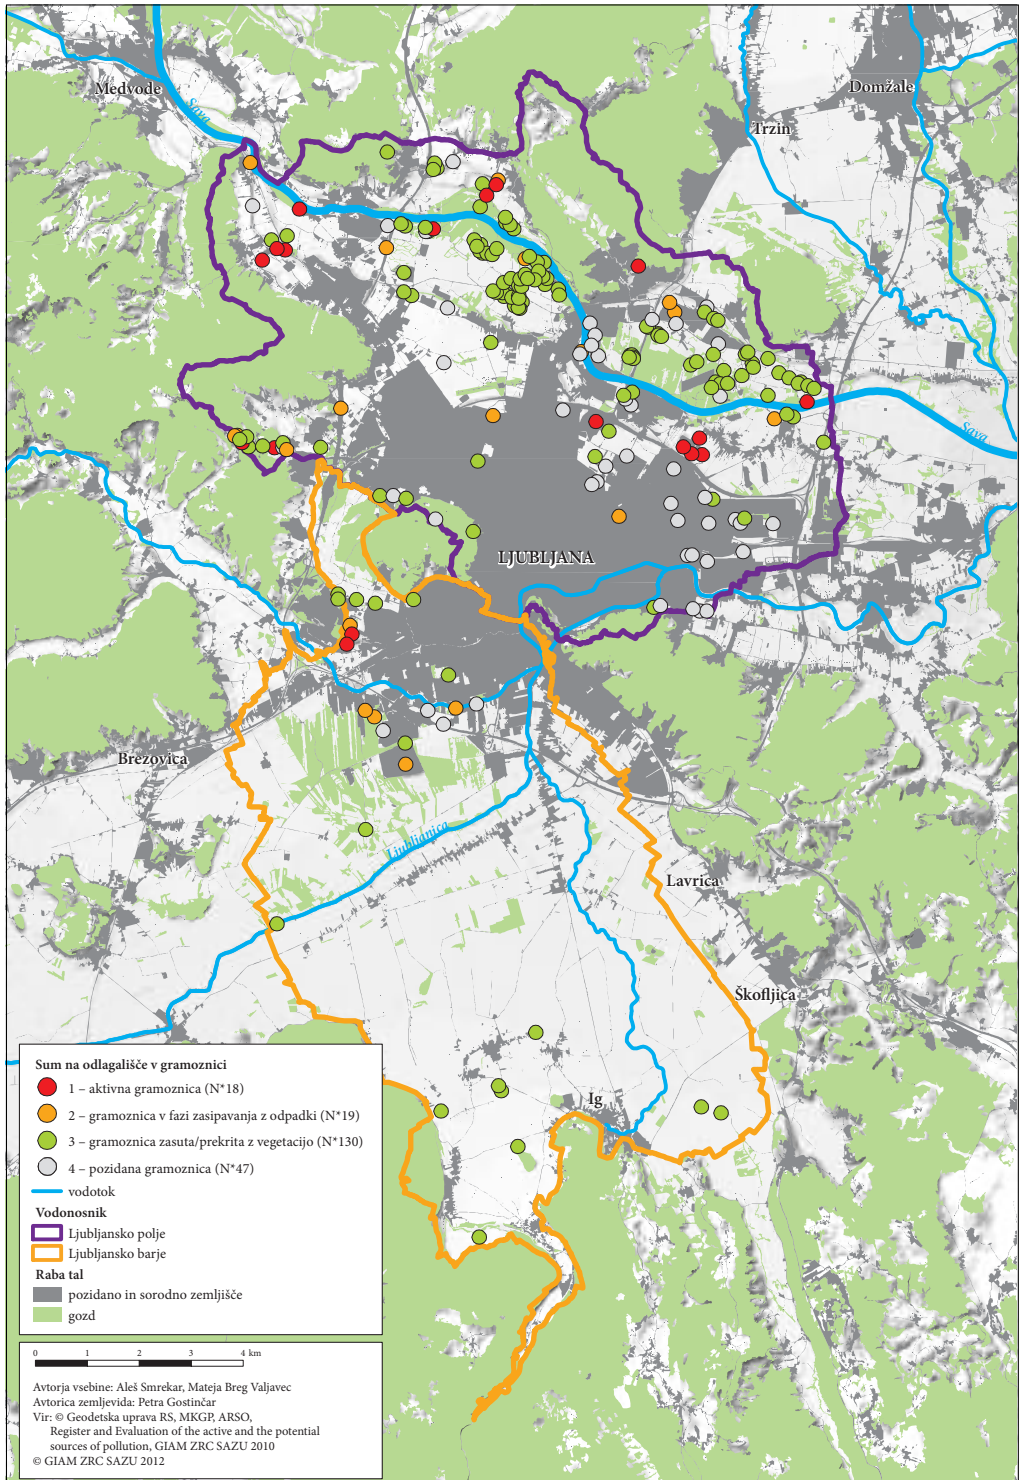 Medvode
Sava
Domžale
Trzin
Sava
LJUBLJANA
Brezovica
Ljubljanica
Lavrica
Škofljica
Ig
Sum na odlagališče v gramoznici
1 – aktivna gramoznica (N*18)
2 – gramoznica v fazi zasipavanja z odpadki (N*19)
3 – gramoznica zasuta/prekrita z vegetacijo (N*130)
4 – pozidana gramoznica (N*47)
vodotok
Vodonosnik
Ljubljansko polje
Ljubljansko barje
Raba tal
pozidano in sorodno zemljišče
gozd
0 1 2 3 4 km
Avtorja vsebine: Aleš Smrekar, Mateja Breg Valjavec
Avtorica zemljevida: Petra Gostinčar
Vir: © Geodetska uprava RS, MKGP, ARSO,
Register and Evaluation of the active and the potential
sources of pollution, GIAM ZRC SAZU 2010
© GIAM ZRC SAZU 2012